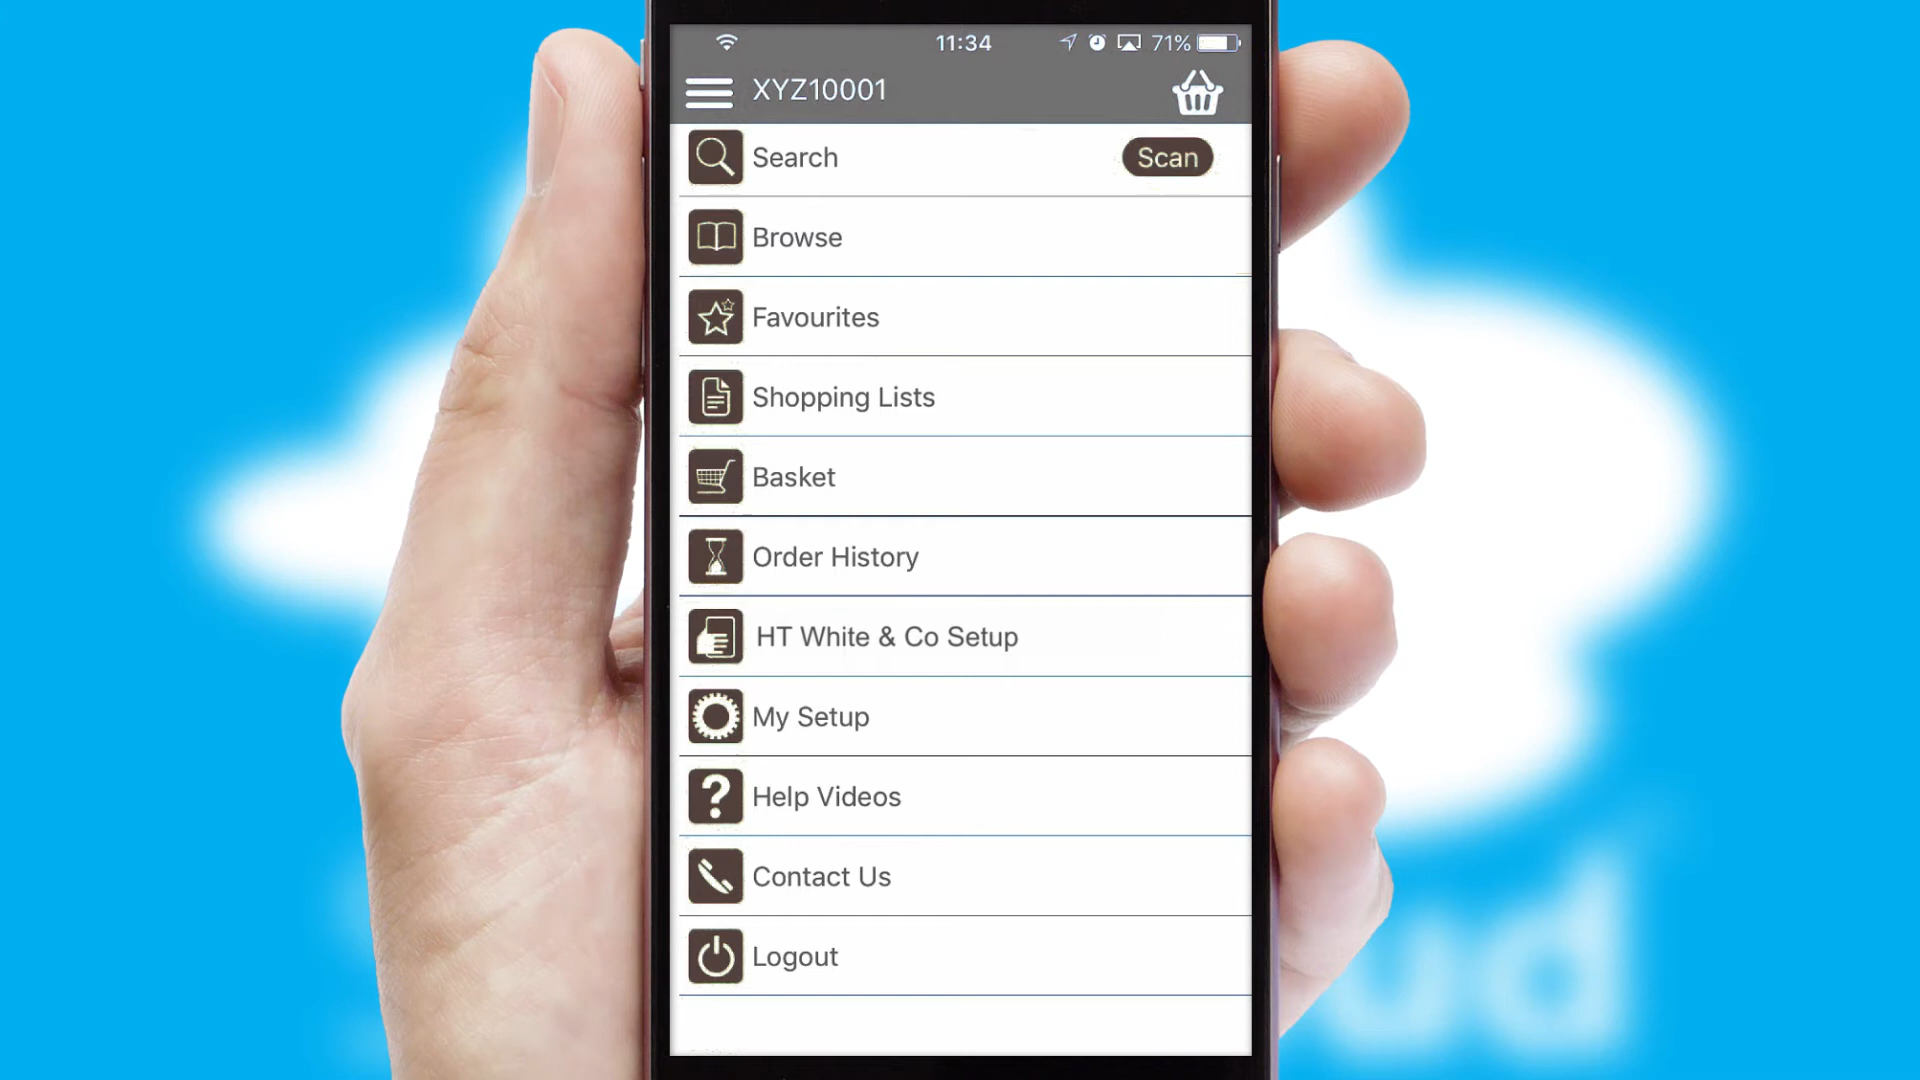 11:34
71%
XYZ10001
Search
Scan
Browse
Favourites
Shopping Lists
Basket
Order History
HT White & Co Setup
My Setup
Help Videos
Contact Us
Logout